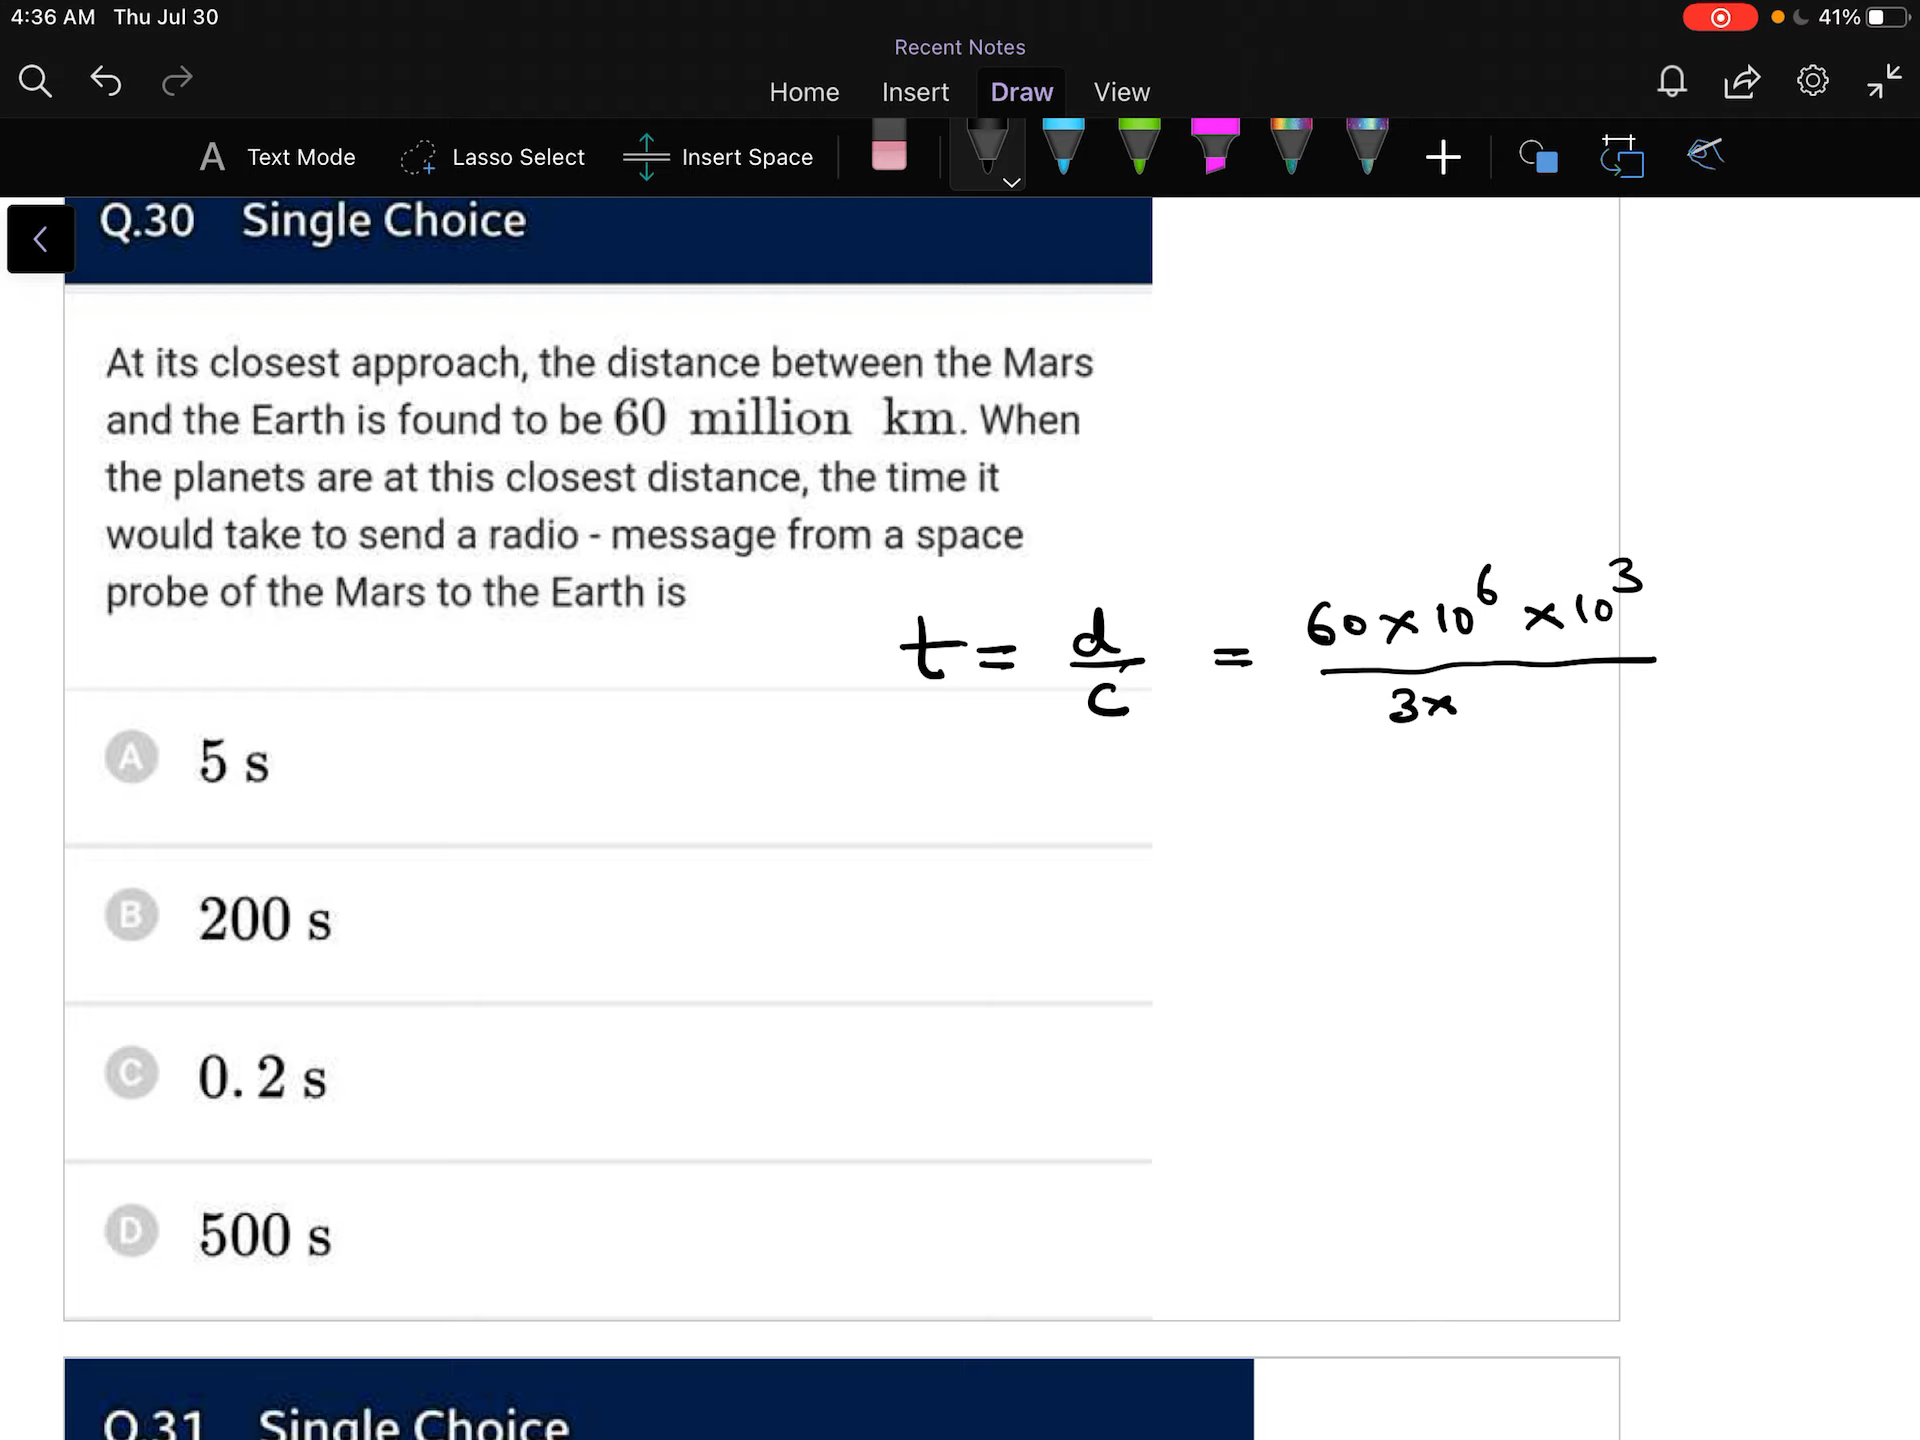 4:36 AM Thu Jul 30
41%
Recent Notes
Home Insert Draw View
A Text Mode Lasso Select Insert Space
Q.30 Single Choice
At its closest approach, the distance between the Mars
and the Earth is found to be 60 million km. When
the planets are at this closest distance, the time it
would take to send a radio - message from a space
probe of the Mars to the Earth is
t = d/c = 60 × 10^6 × 10^3 / 3×
A 5 s
B 200 s
C 0. 2 s
D 500 s
Q.31 Single Choice